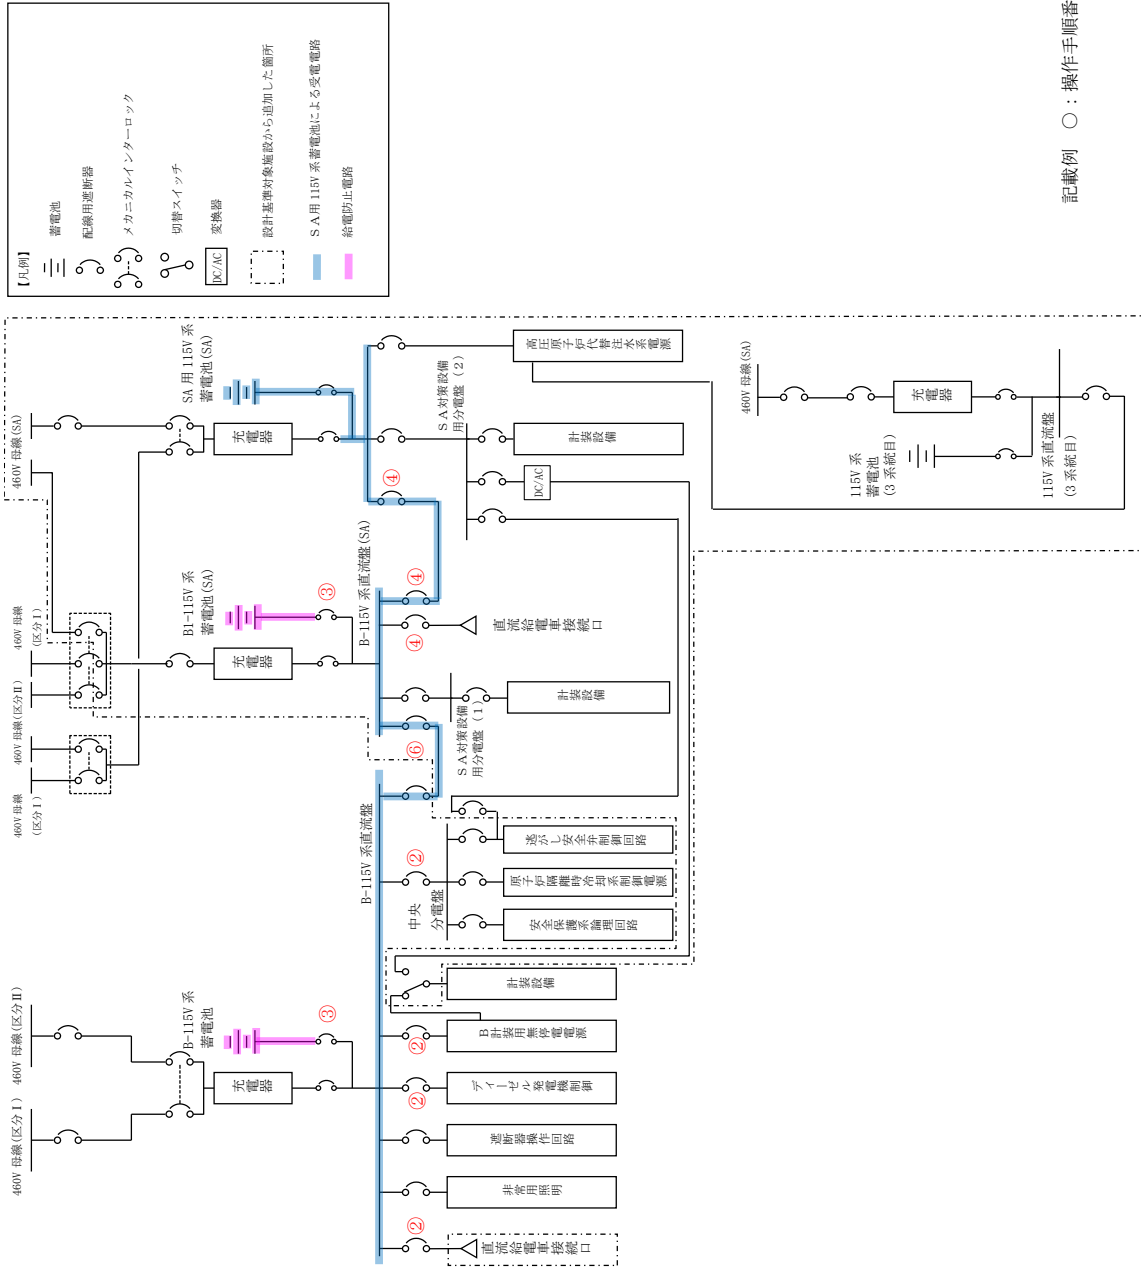 【凡例】
蓄電池
配線用遮断器
メカニカルインターロック
切替スイッチ
DC/AC
変換器
設計基準対象施設から追加した箇所
ＳＡ用 115V 系蓄電池による受電電路
給電防止電路
記載例　○：操作手順番
460V 母線(SA)
460V 母線(SA)
SA 用 115V 系
蓄電池(SA)
充電器
高圧原子炉代替注水系電源
ＳＡ対策設備
用分電盤（2）
計装設備
DC/AC
④
460V 母線(SA)
充電器
115V 系
蓄電池
(3 系統目)
115V 系直流盤
(3 系統目)
460V 母線
(区分Ⅰ)
460V 母線(区分Ⅱ)
460V 母線
(区分Ⅰ)
B1-115V 系
蓄電池(SA)
③
充電器
B-115V 系直流盤(SA)
④
④
直流給電車接続口
計装設備
ＳＡ対策設備
用分電盤（1）
⑥
B-115V 系直流盤
②
中央
分電盤
逃がし安全弁制御回路
原子炉隔離時冷却系制御電源
安全保護系論理回路
計装設備
460V 母線(区分Ⅱ)
460V 母線(区分Ⅰ)
B-115V 系
蓄電池
③
充電器
②
B計装用無停電電源
②
ディーゼル発電機制御
遮断器操作回路
非常用照明
②
直流給電車接続口